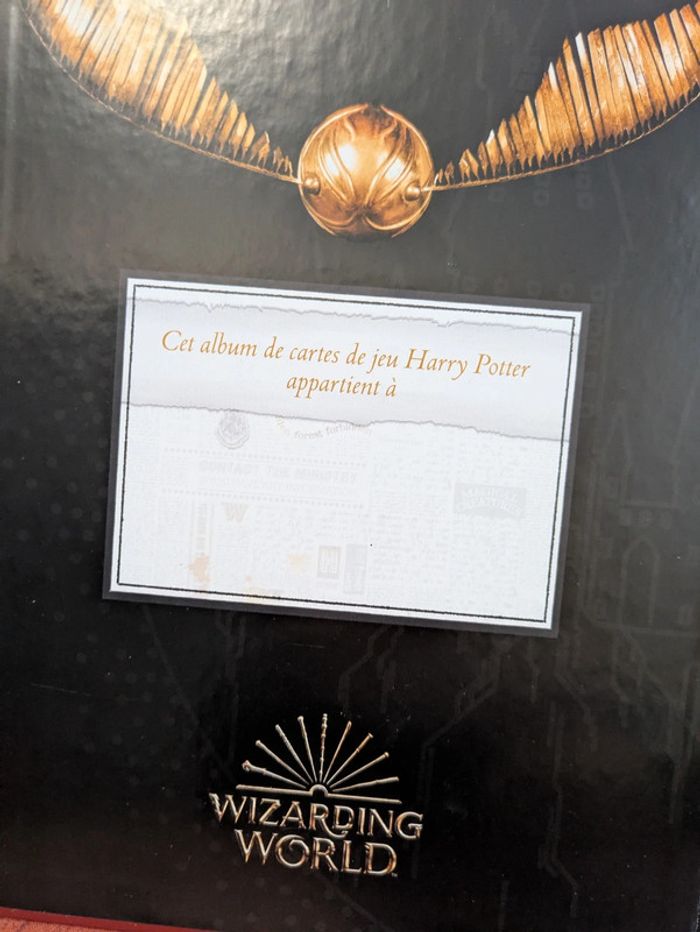 Cet album de cartes de jeu Harry Potter
appartient à
CONTACT THE MINISTRY
WIZARDING
WORLD